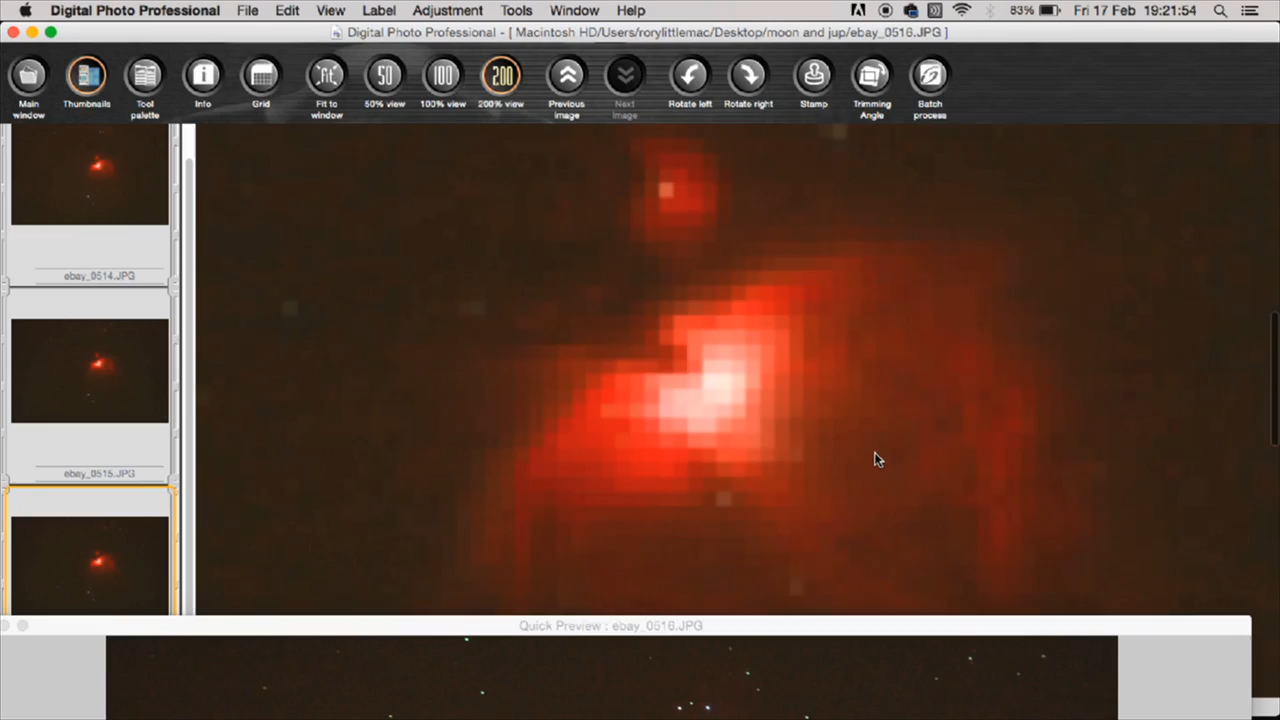 Digital Photo Professional File Edit View Label Adjustment Tools Window Help 83% Fri 17 Feb 19:21:54
Digital Photo Professional - [ Macintosh HD/Users/rorylittlemac/Desktop/moon and jup/ebay_0516.JPG ]
50 100 200
Main window
Thumbnails
Tool palette
Info
Grid
Fit to window
50% view
100% view
200% view
Previous image
Next image
Rotate left
Rotate right
Stamp
Trimming Angle
Batch process
ebay_0514.JPG
ebay_0515.JPG
Quick Preview : ebay_0516.JPG